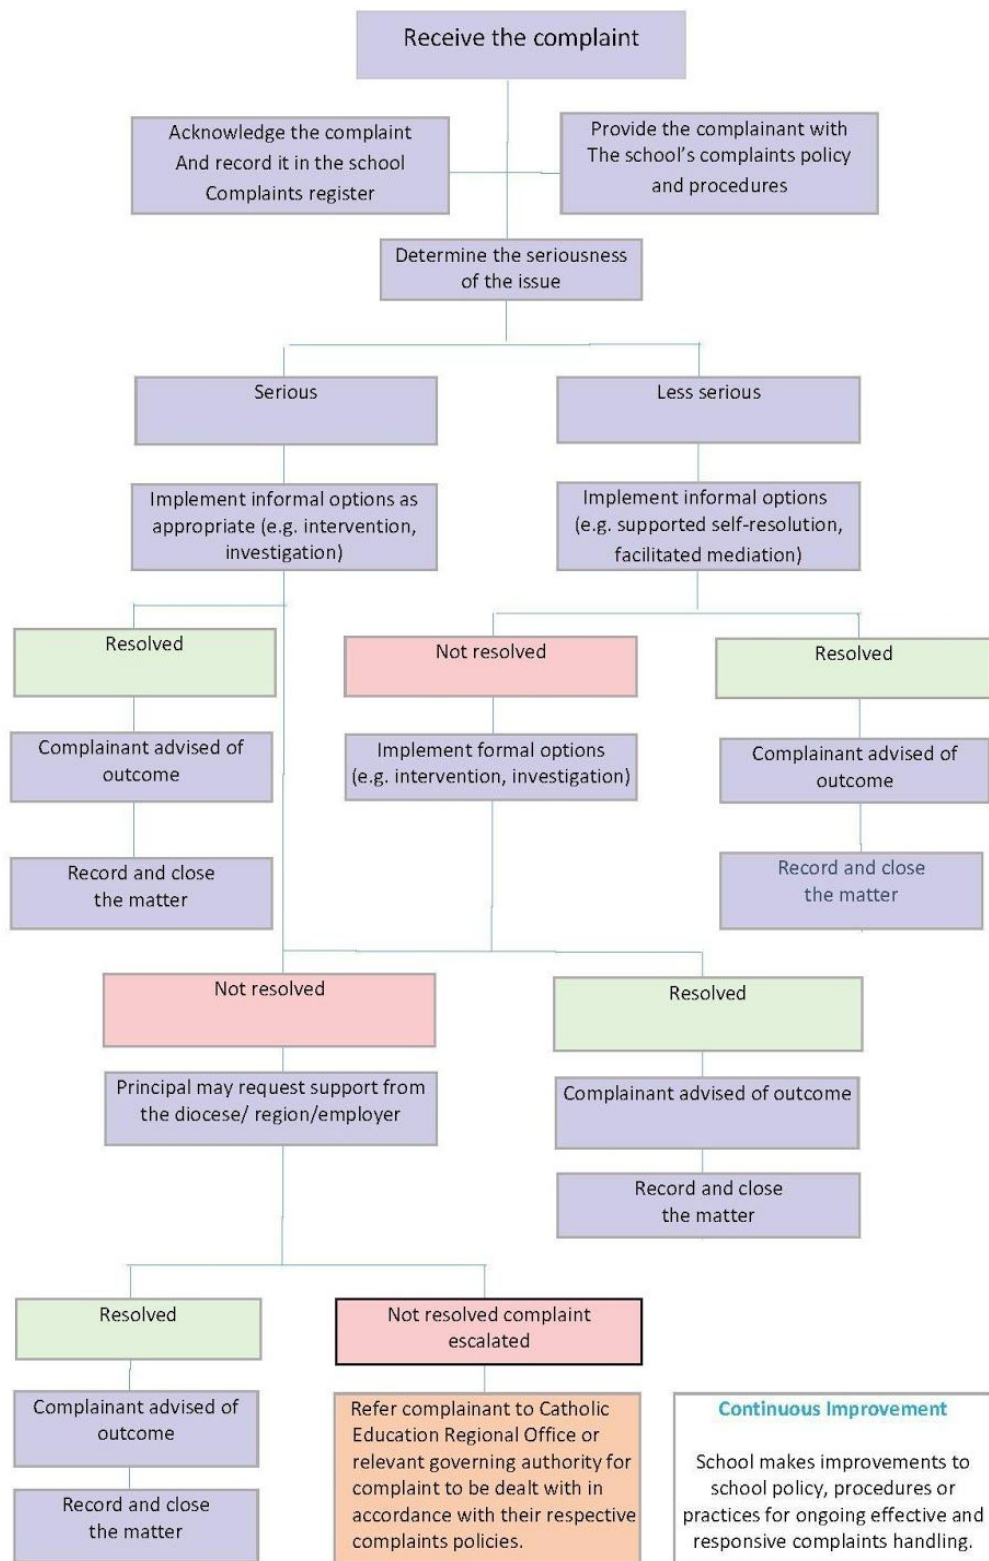 Receive the complaint
Acknowledge the complaint
And record it in the school
Complaints register
Provide the complainant with
The school's complaints policy
and procedures
Determine the seriousness
of the issue
Serious
Less serious
Implement informal options as
appropriate (e.g. intervention,
investigation)
Implement informal options
(e.g. supported self-resolution,
facilitated mediation)
Resolved
Not resolved
Resolved
Complainant advised of
outcome
Implement formal options
(e.g. intervention, investigation)
Complainant advised of
outcome
Record and close
the matter
Record and close
the matter
Not resolved
Resolved
Principal may request support from
the diocese/ region/employer
Complainant advised of outcome
Record and close
the matter
Resolved
Not resolved complaint
escalated
Complainant advised of
outcome
Record and close
the matter
Refer complainant to Catholic
Education Regional Office or
relevant governing authority for
complaint to be dealt with in
accordance with their respective
complaints policies.
Continuous Improvement
School makes improvements to
school policy, procedures or
practices for ongoing effective and
responsive complaints handling.